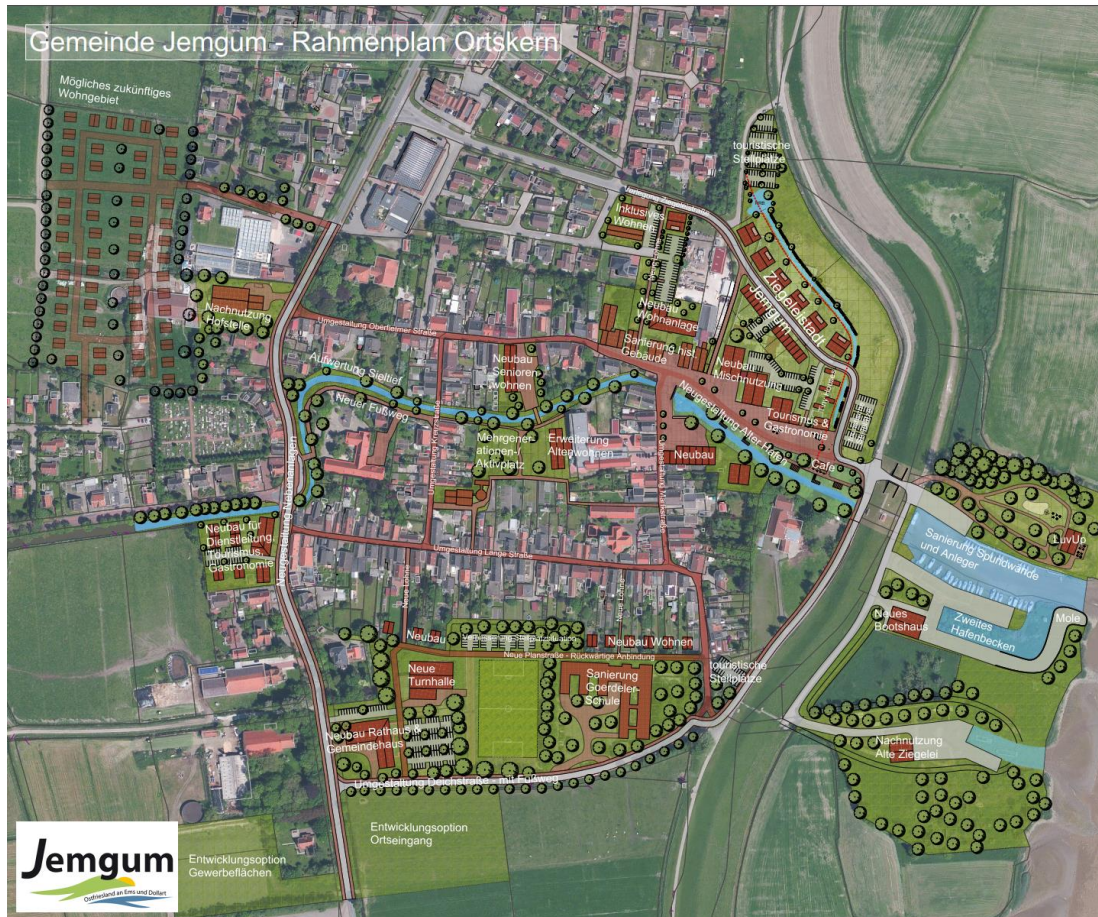 Gemeinde Jemgum - Rahmenplan Ortskern
Mögliches zukünftiges
Wohngebiet
touristische
Stellplätze
Inklusives
Wohnen
Ziegeleistadt
Jemgum
Nachnutzung
Hofstelle
Neubau
Wohnanlage
Umgestaltung Oberfletmer Straße
Sanierung hist.
Gebäude
Neubau
Mischnutzung
Neubau
Senioren
wohnen
Aufwertung Sieltief
Neuer Fußweg
Neugestaltung Alter Hafen
Tourismus &
Gastronomie
Mehrgener-
ationen-/
Aktivplatz
Erweiterung
Altenwohnen
Neubau
Cafe
Neubau für
Dienstleitung,
Tourismus,
Gastronomie
Umgestaltung Lange Straße
Sanierung Spundwände
und Anleger
LuvUp
Neues
Bootshaus
Zweites
Hafenbecken
Mole
Neubau
Neubau Wohnen
Neue Planstraße - Rückwärtige Anbindung
Neue
Turnhalle
Sanierung
Goerdeler-
Schule
touristische
Stellplätze
Neubau Rathaus &
Gemeindehaus
Nachnutzung
Alte Ziegelei
Umgestaltung Deichstraße - mit Fußweg
Entwicklungsoption
Ortseingang
Entwicklungsoption
Gewerbeflächen
Jemgum
Ostfriesland an Ems und Dollart